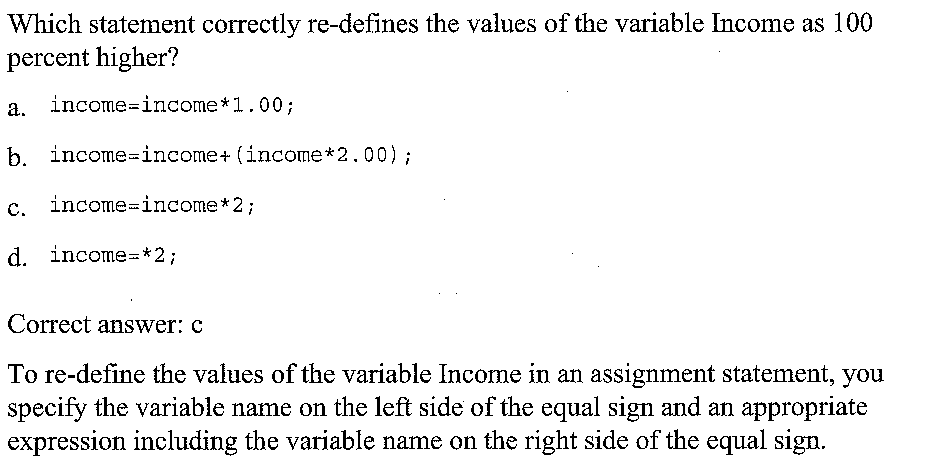 Which statement correctly re-defines the values of the variable Income as 100
percent higher?
a. income=income*1.00;
b. income=income+(income*2.00);
c. income=income*2;
d. income=*2;
Correct answer: c
To re-define the values of the variable Income in an assignment statement, you
specify the variable name on the left side of the equal sign and an appropriate
expression including the variable name on the right side of the equal sign.